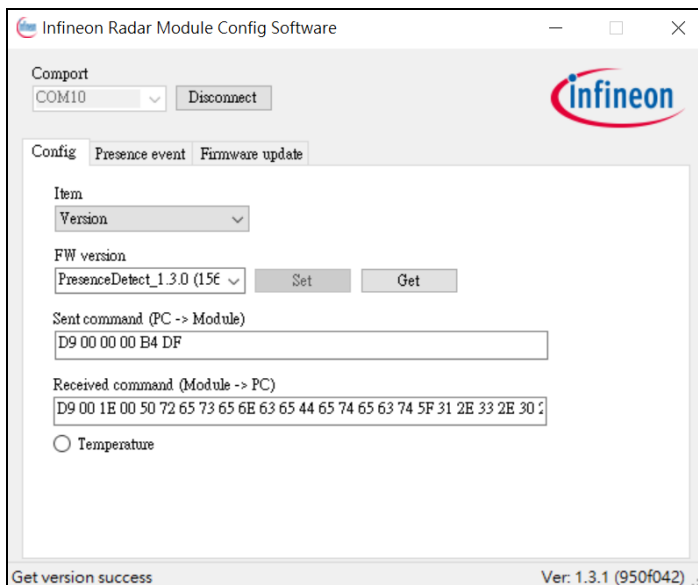 Infineon Radar Module Config Software
Comport
COM10
Disconnect
infineon
Config
Presence event
Firmware update
Item
Version
FW version
PresenceDetect_1.3.0 (156
Set
Get
Sent command (PC -> Module)
D9 00 00 00 B4 DF
Received command (Module -> PC)
D9 00 1E 00 50 72 65 73 65 6E 63 65 44 65 74 65 63 74 5F 31 2E 33 2E 30 2
Temperature
Get version success
Ver: 1.3.1 (950f042)